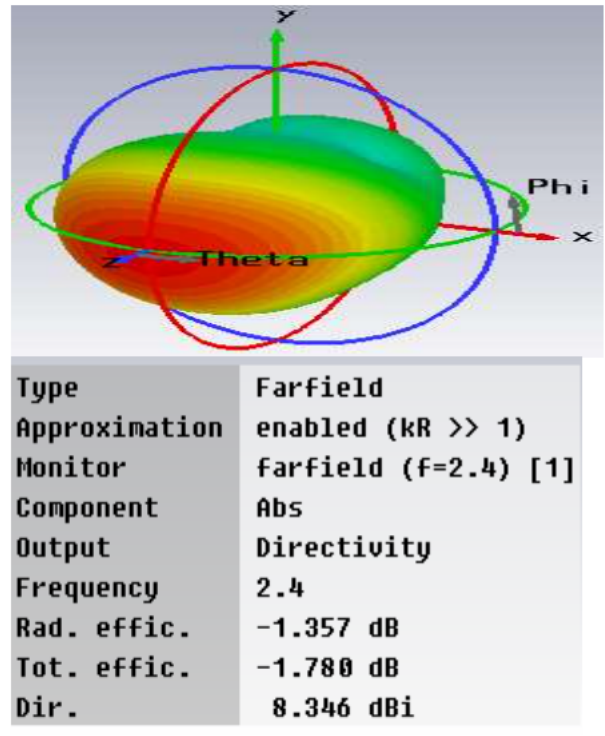 y
Phi
x
z Theta
Type Farfield
Approximation enabled (kR >> 1)
Monitor farfield (f=2.4) [1]
Component Abs
Output Directivity
Frequency 2.4
Rad. effic. -1.357 dB
Tot. effic. -1.780 dB
Dir. 8.346 dBi